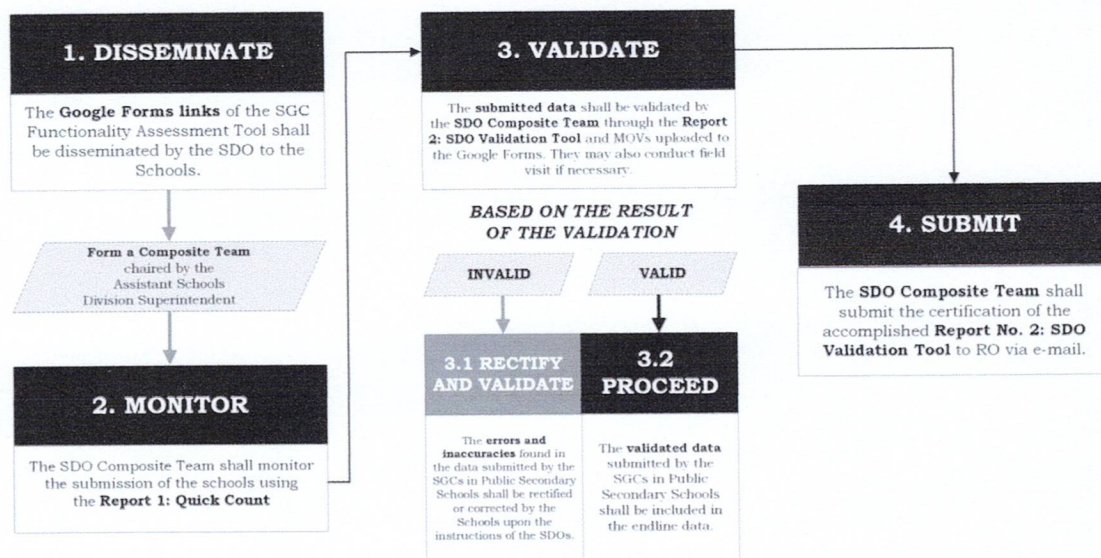 1. DISSEMINATE
The Google Forms links of the SGC
Functionality Assessment Tool shall
be disseminated by the SDO to the
Schools.
Form a Composite Team
chaired by the
Assistant Schools
Division Superintendent
2. MONITOR
The SDO Composite Team shall monitor
the submission of the schools using
the Report 1: Quick Count
3. VALIDATE
The submitted data shall be validated by
the SDO Composite Team through the Report
2: SDO Validation Tool and MOVs uploaded to
the Google Forms. They may also conduct field
visit if necessary.
BASED ON THE RESULT
OF THE VALIDATION
INVALID
VALID
3.1 RECTIFY
AND VALIDATE
The errors and
inaccuracies found in
the data submitted by the
SGCs in Public Secondary
Schools shall be rectified
or corrected by the
Schools upon the
instructions of the SDOs.
3.2
PROCEED
The validated data
submitted by the
SGCs in Public
Secondary Schools
shall be included in
the endline data.
4. SUBMIT
The SDO Composite Team shall
submit the certification of the
accomplished Report No. 2: SDO
Validation Tool to RO via e-mail.